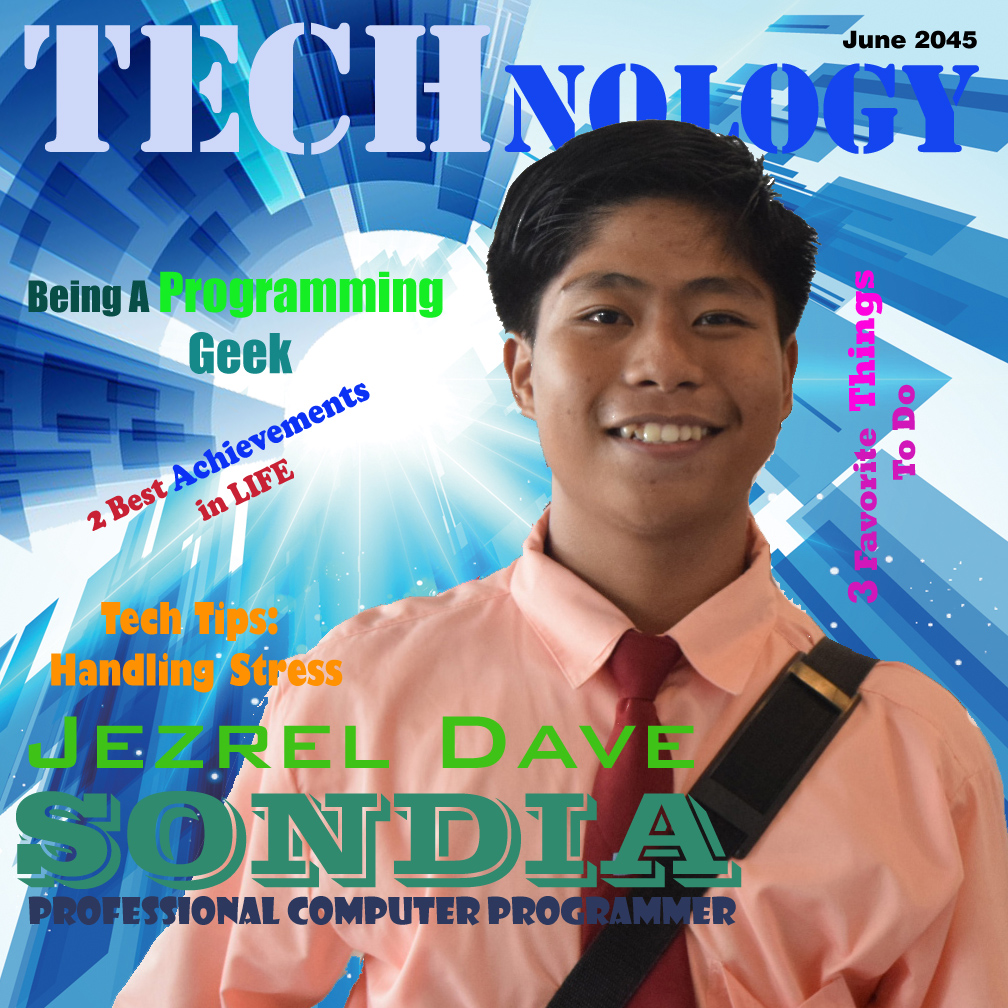 June 2045
TECHNOLOGY
Being A Programming
Geek
2 Best Achievements
in LIFE
3 Favorite Things
To Do
Tech Tips:
Handling Stress
JEZREL DAVE
SONDIA
PROFESSIONAL COMPUTER PROGRAMMER